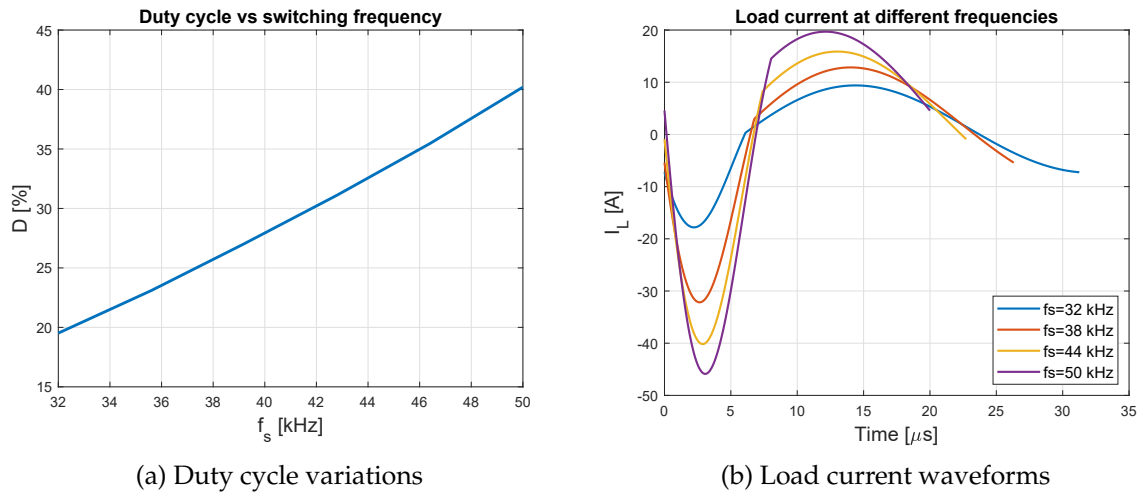 Duty cycle vs switching frequency
45
40
35
30
25
20
15
D [%]
32 34 36 38 40 42 44 46 48 50
f_s [kHz]
(a) Duty cycle variations
Load current at different frequencies
20
10
0
-10
-20
-30
-40
-50
I_L [A]
0 5 10 15 20 25 30 35
Time [μs]
fs=32 kHz
fs=38 kHz
fs=44 kHz
fs=50 kHz
(b) Load current waveforms